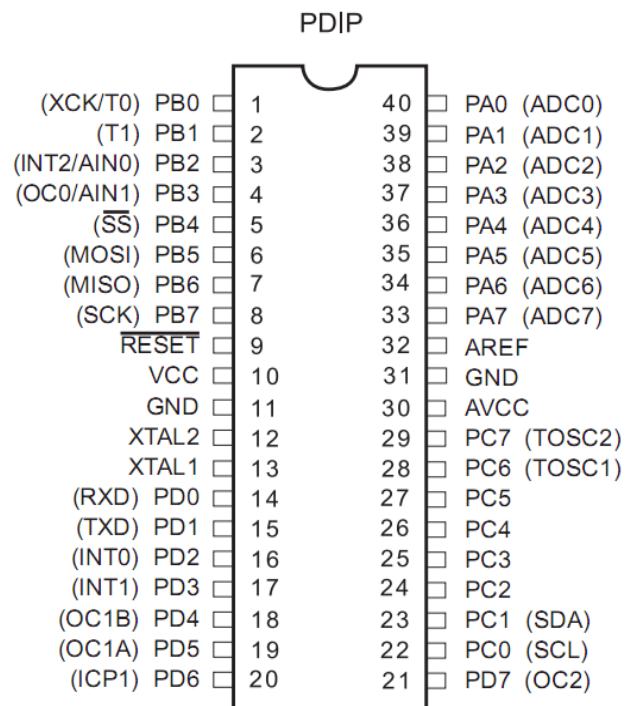 PDIP
(XCK/T0) PB0 1 40 PA0 (ADC0)
(T1) PB1 2 39 PA1 (ADC1)
(INT2/AIN0) PB2 3 38 PA2 (ADC2)
(OC0/AIN1) PB3 4 37 PA3 (ADC3)
(SS) PB4 5 36 PA4 (ADC4)
(MOSI) PB5 6 35 PA5 (ADC5)
(MISO) PB6 7 34 PA6 (ADC6)
(SCK) PB7 8 33 PA7 (ADC7)
RESET 9 32 AREF
VCC 10 31 GND
GND 11 30 AVCC
XTAL2 12 29 PC7 (TOSC2)
XTAL1 13 28 PC6 (TOSC1)
(RXD) PD0 14 27 PC5
(TXD) PD1 15 26 PC4
(INT0) PD2 16 25 PC3
(INT1) PD3 17 24 PC2
(OC1B) PD4 18 23 PC1 (SDA)
(OC1A) PD5 19 22 PC0 (SCL)
(ICP1) PD6 20 21 PD7 (OC2)